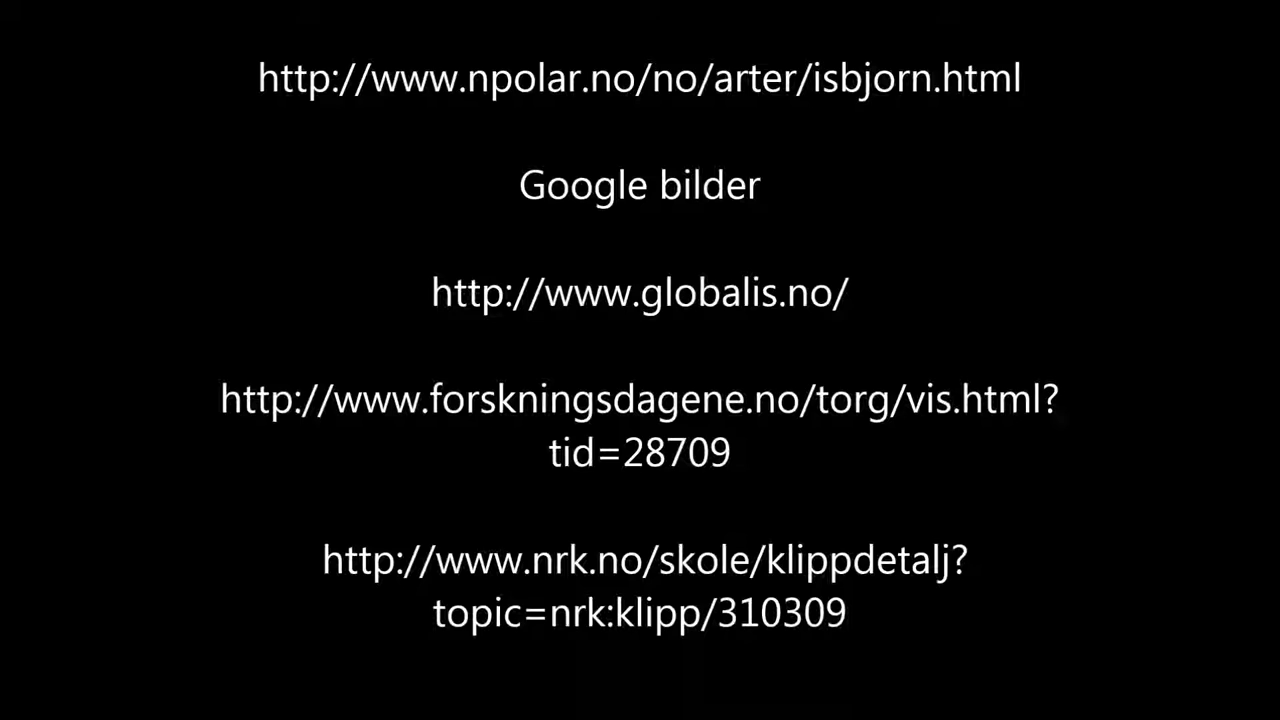 http://www.npolar.no/no/arter/isbjorn.html
Google bilder
http://www.globalis.no/
http://www.forskningsdagene.no/torg/vis.html?
tid=28709
http://www.nrk.no/skole/klippdetalj?
topic=nrk:klipp/310309